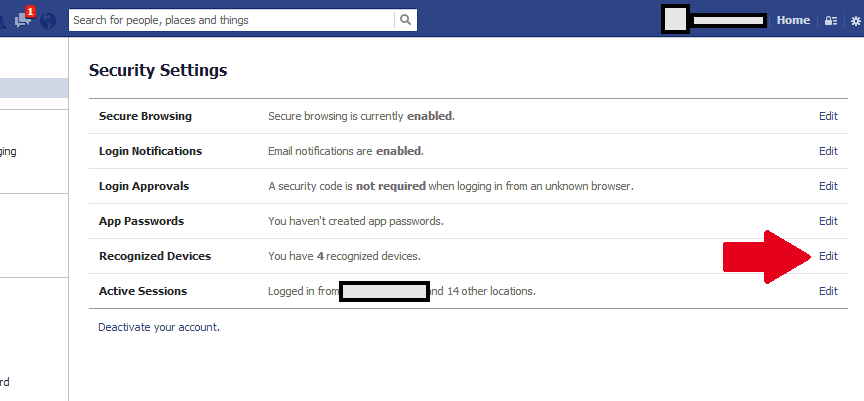 1
Search for people, places and things
Home
Security Settings
Secure Browsing Secure browsing is currently enabled. Edit
Login Notifications Email notifications are enabled. Edit
ging
Login Approvals A security code is not required when logging in from an unknown browser. Edit
App Passwords You haven't created app passwords. Edit
Recognized Devices You have 4 recognized devices. Edit
Active Sessions Logged in from and 14 other locations. Edit
Deactivate your account.
rd